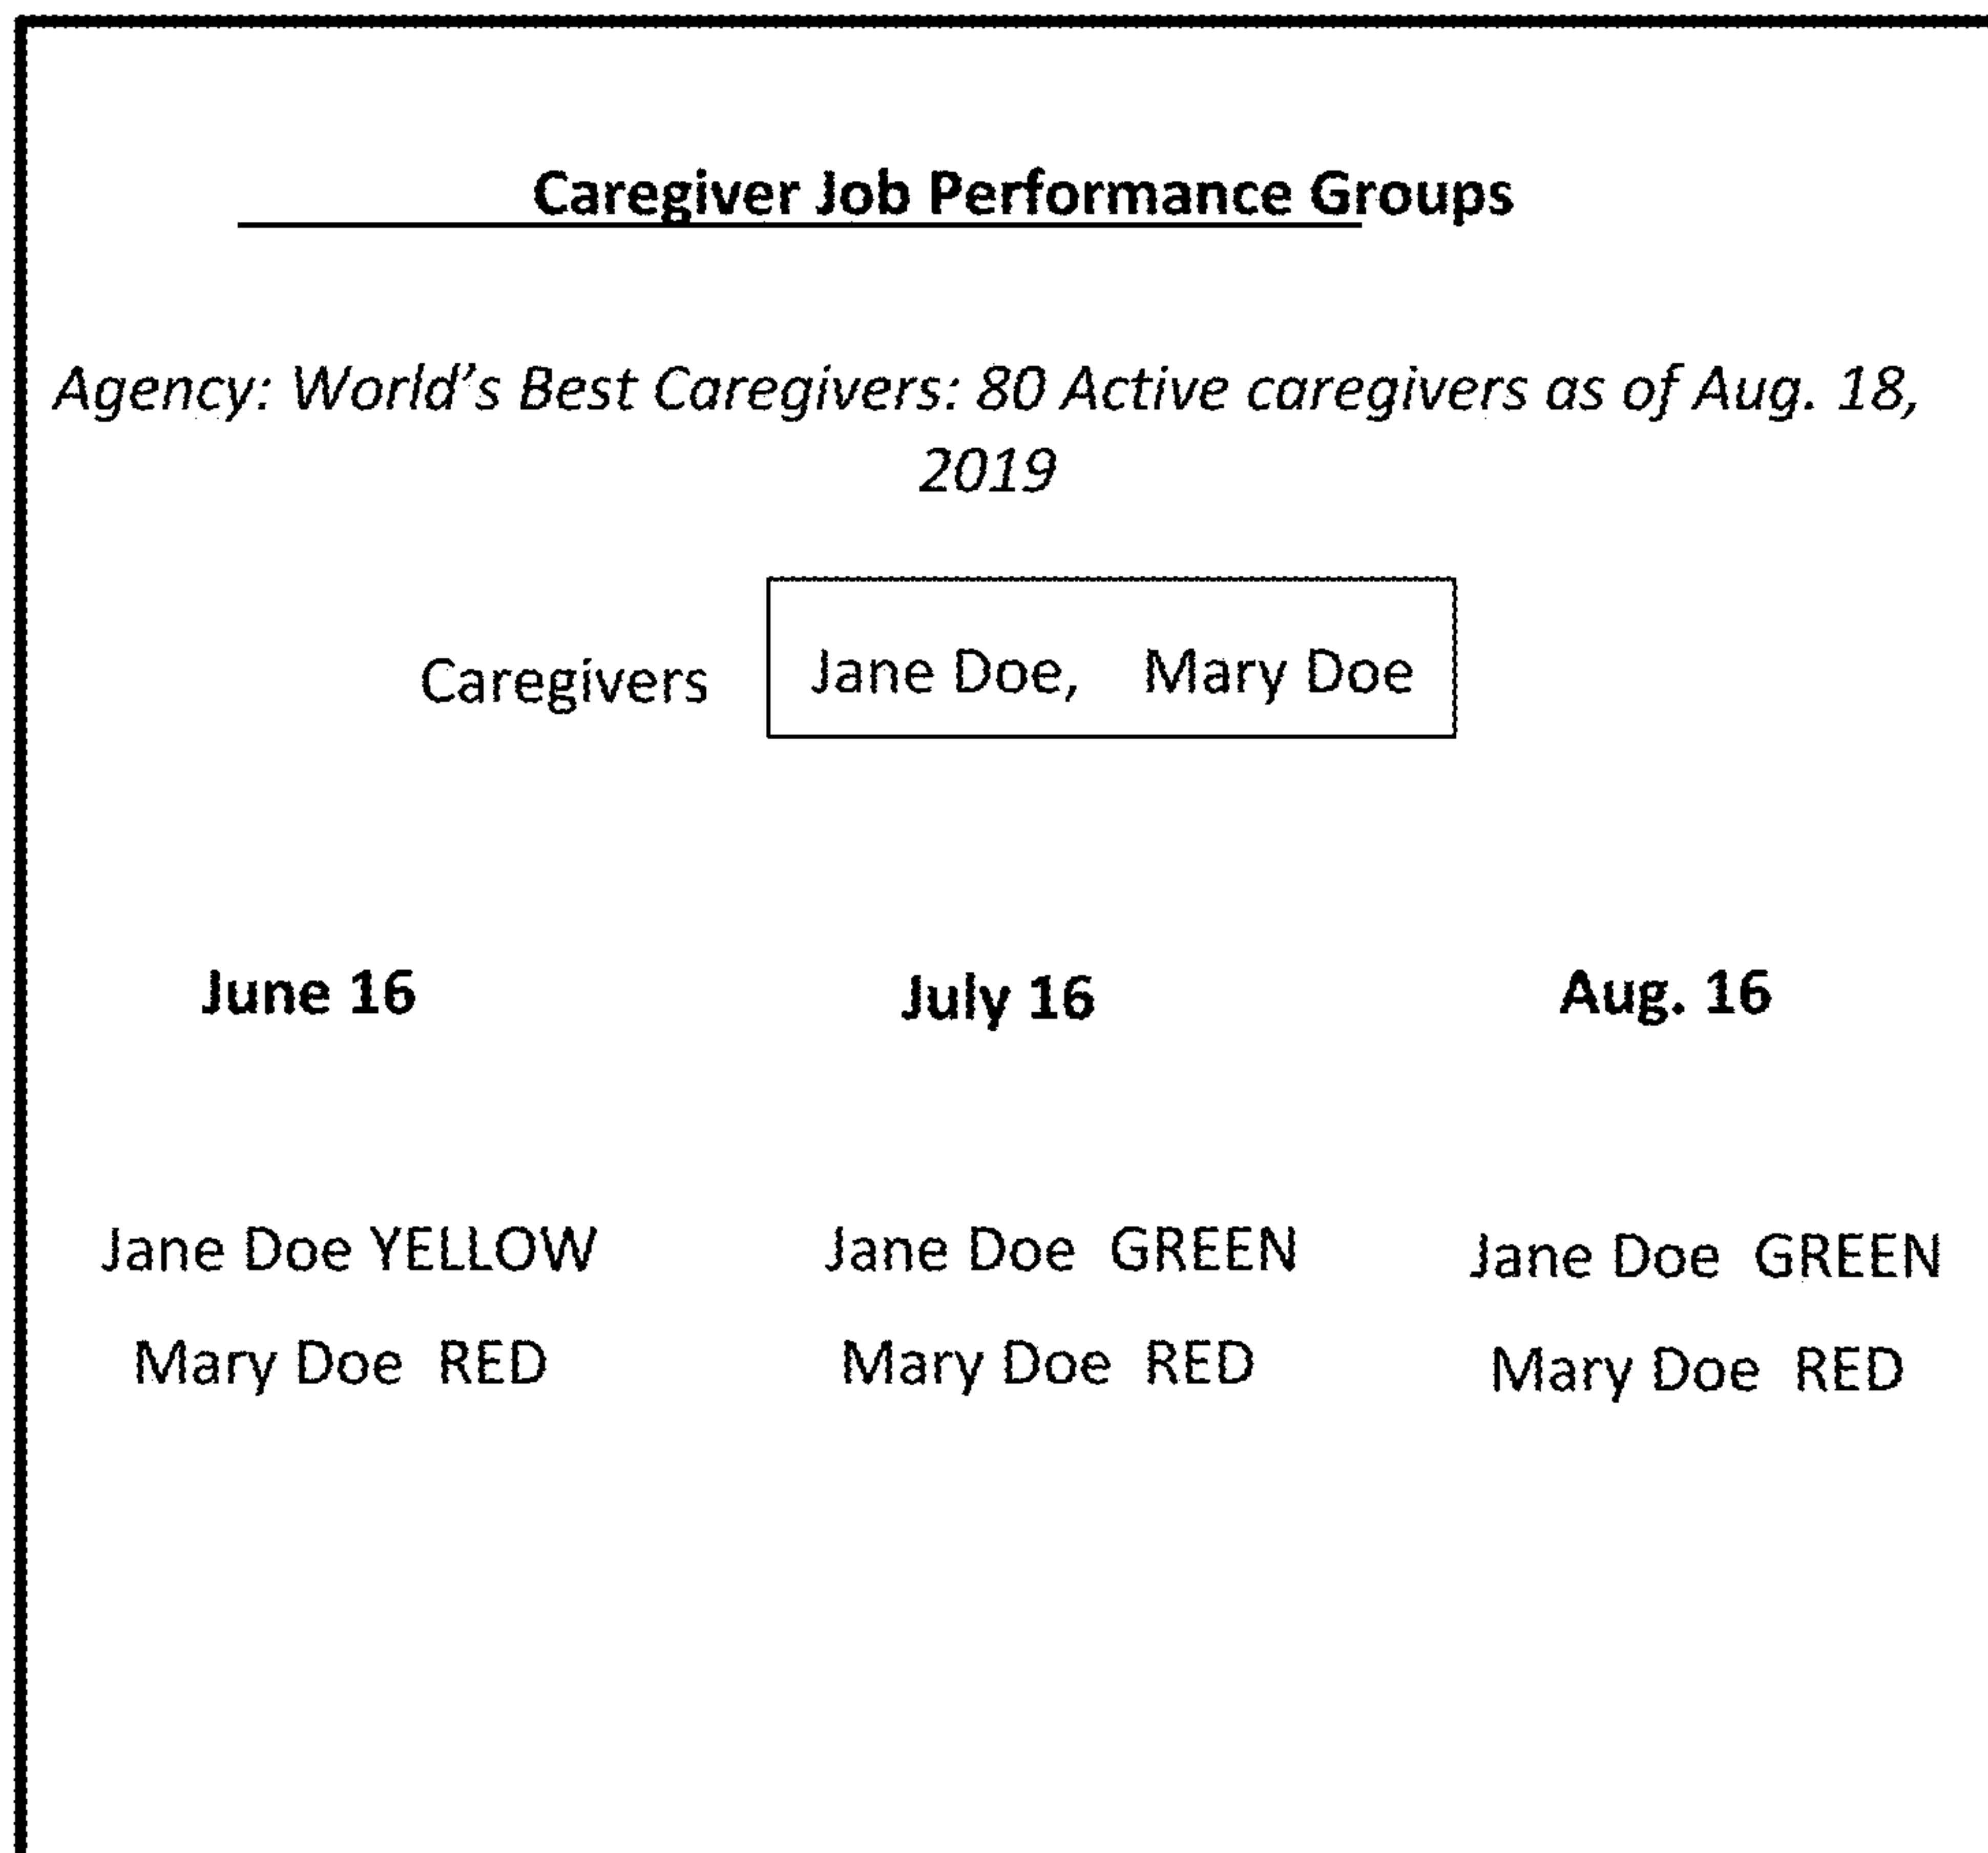 Caregiver Job Performance Groups
Agency: World's Best Caregivers: 80 Active caregivers as of Aug. 18,
2019
Caregivers Jane Doe, Mary Doe
June 16 July 16 Aug. 16
Jane Doe YELLOW Jane Doe GREEN Jane Doe GREEN
Mary Doe RED Mary Doe RED Mary Doe RED